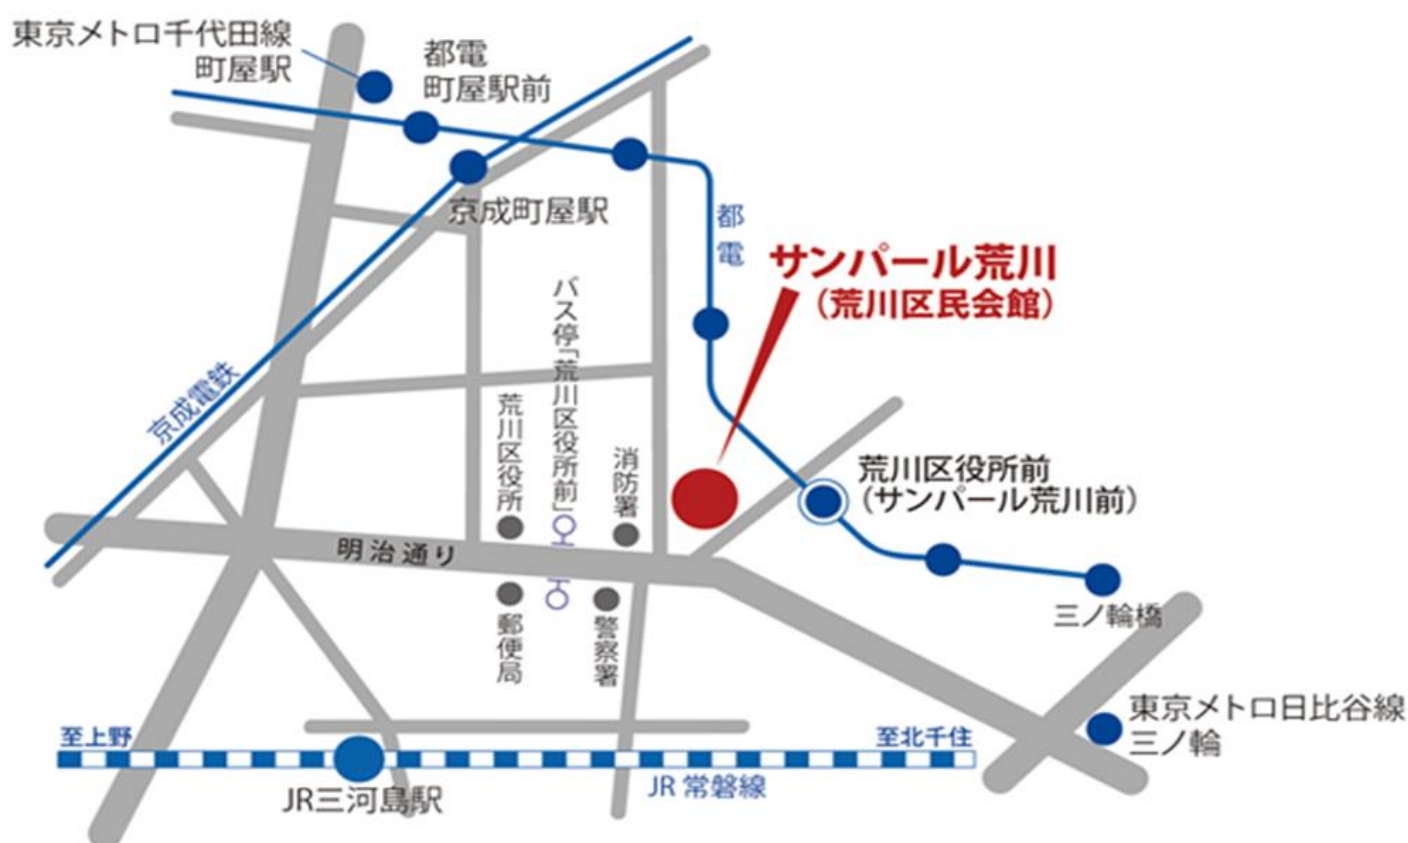 東京メトロ千代田線
町屋駅
都電
町屋駅前
京成町屋駅
都電
サンパール荒川
（荒川区民会館）
京成電鉄
バス停「荒川区役所前」
荒川区役所
消防署
荒川区役所前
（サンパール荒川前）
明治通り
郵便局
警察署
三ノ輪橋
東京メトロ日比谷線
三ノ輪
至上野
至北千住
JR三河島駅
JR 常磐線